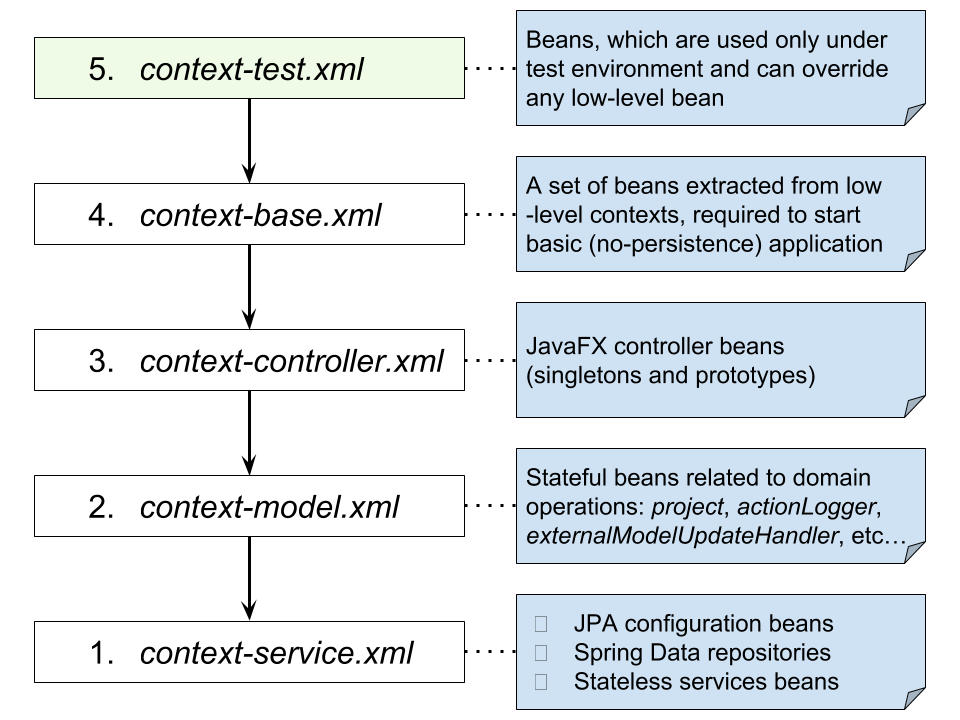 5. context-test.xml
Beans, which are used only under
test environment and can override
any low-level bean
4. context-base.xml
A set of beans extracted from low
-level contexts, required to start
basic (no-persistence) application
3. context-controller.xml
JavaFX controller beans
(singletons and prototypes)
2. context-model.xml
Stateful beans related to domain
operations: project, actionLogger,
externalModelUpdateHandler, etc…
1. context-service.xml
JPA configuration beans
Spring Data repositories
Stateless services beans